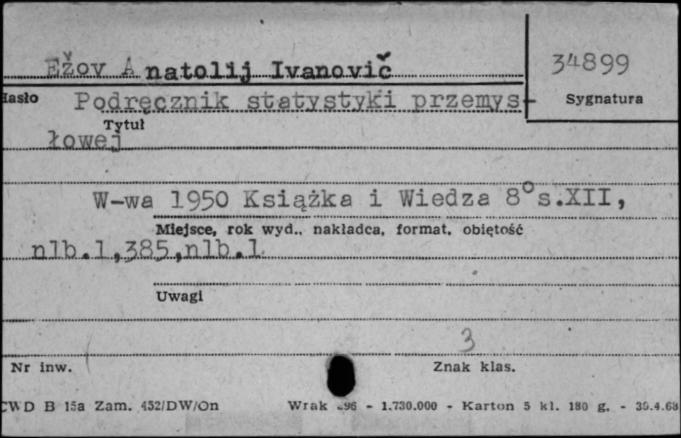 Ežov Anatolij Ivanovič
34899
Hasło
Podręcznik statystyki przemys-
Sygnatura
Tytuł
łowej
W-wa 1950 Książka i Wiedza 8° s.XII,
Miejsce, rok wyd., nakładca, format, objętość
nlb.1,385,nlb.1
Uwagi
3
Nr inw.
Znak klas.
CWD B 15a Zam. 452/DW/On
Wrak 96 - 1.730.000 - Karton 5 kl. 180 g. - 30.4.68